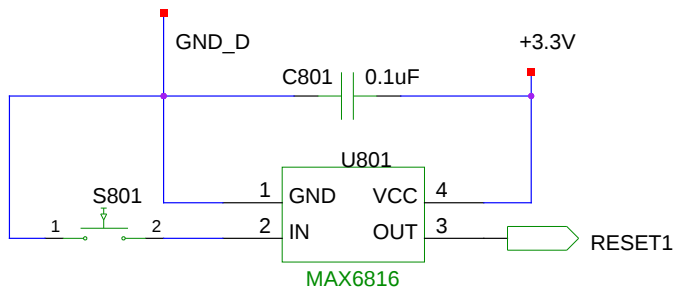 GND_D
+3.3V
C801 0.1uF
U801
1 GND VCC 4
S801
1 2 2 IN OUT 3
RESET1
MAX6816